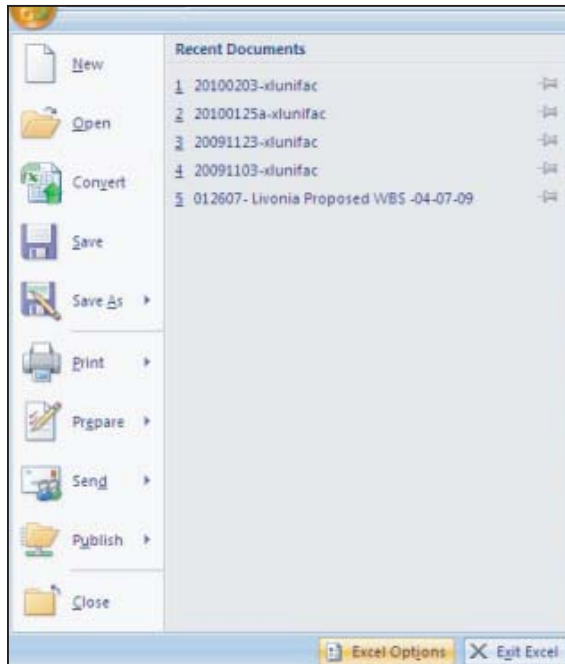 New
Open
Convert
Save
Save As
Print
Prepare
Send
Publish
Close
Recent Documents
1 20100203-xlunifac
2 20100125a-xlunifac
3 20091123-xlunifac
4 20091103-xlunifac
5 012607- Livonia Proposed WBS -04-07-09
Excel Options
Exit Excel